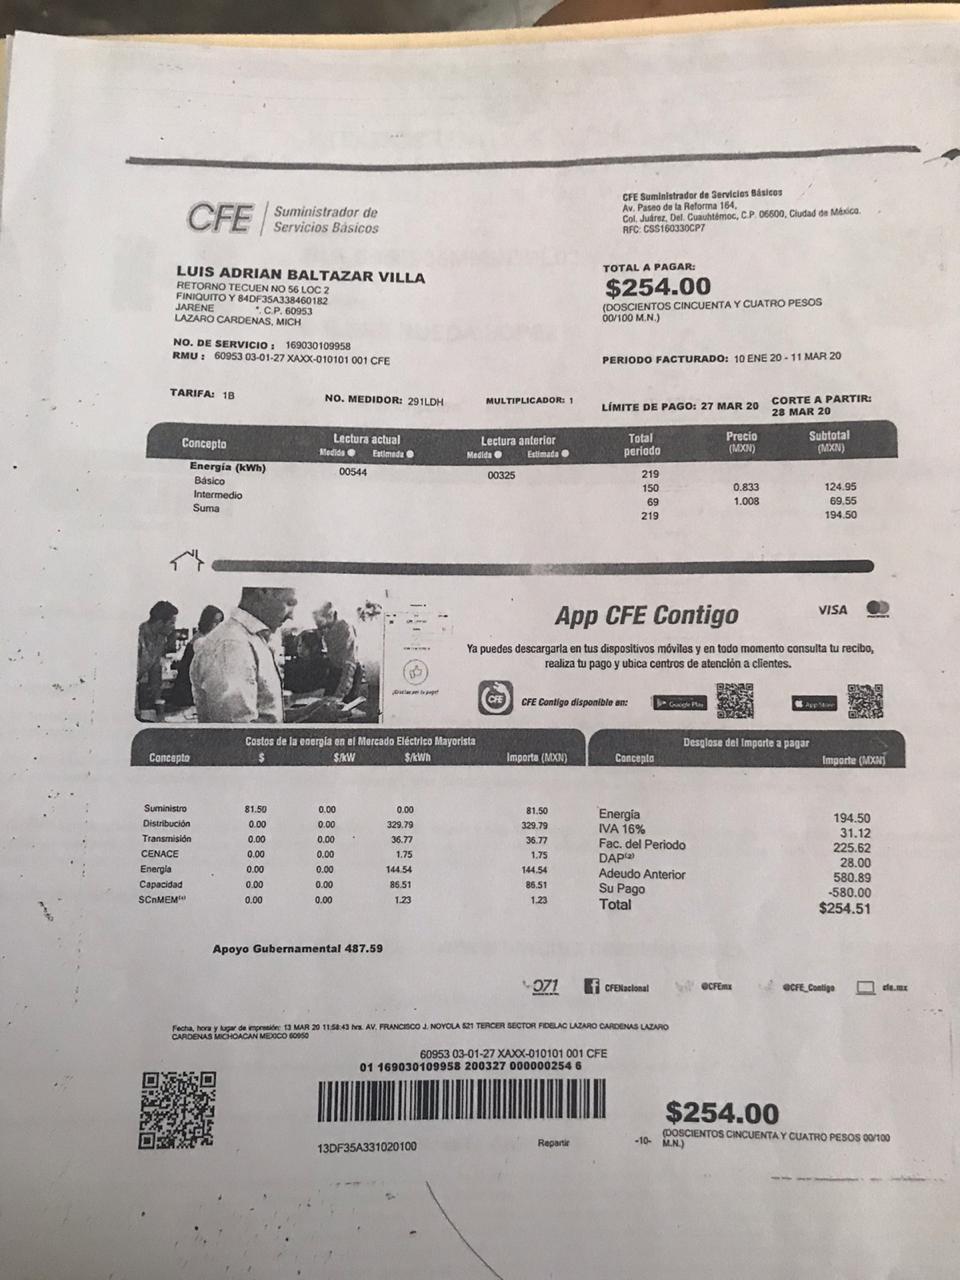 CFE Suministrador de
Servicios Básicos
CFE Suministrador de Servicios Básicos
Av. Paseo de la Reforma 164,
Col. Juárez, Del. Cuauhtémoc, C.P. 06600, Ciudad de México.
RFC: CSS160330CP7
LUIS ADRIAN BALTAZAR VILLA
RETORNO TECUEN NO 56 LOC 2
FINIQUITO Y 84DF35A338460182
JARENE *. C.P. 60953
LAZARO CARDENAS, MICH
TOTAL A PAGAR:
$254.00
(DOSCIENTOS CINCUENTA Y CUATRO PESOS
00/100 M.N.)
NO. DE SERVICIO : 169030109958
RMU : 60953 03-01-27 XAXX-010101 001 CFE
PERIODO FACTURADO: 10 ENE 20 - 11 MAR 20
TARIFA: 1B NO. MEDIDOR: 291LDH MULTIPLICADOR: 1
LÍMITE DE PAGO: 27 MAR 20 CORTE A PARTIR:
28 MAR 20
Concepto Lectura actual Lectura anterior Total periodo Precio (MXN) Subtotal (MXN)
Medida Estimada Medida Estimada
Energía (kWh) 00544 00325 219
Básico 150 0.833 124.95
Intermedio 69 1.008 69.55
Suma 219 194.50
App CFE Contigo VISA
Ya puedes descargarla en tus dispositivos móviles y en todo momento consulta tu recibo,
realiza tu pago y ubica centros de atención a clientes.
¡Gracias por tu pago!
CFE CFE Contigo disponible en: Google Play App Store
Costos de la energía en el Mercado Eléctrico Mayorista
Concepto $ $/kW $/kWh Importe (MXN)
Suministro 81.50 0.00 0.00 81.50
Distribución 0.00 0.00 329.79 329.79
Transmisión 0.00 0.00 36.77 36.77
CENACE 0.00 0.00 1.75 1.75
Energía 0.00 0.00 144.54 144.54
Capacidad 0.00 0.00 86.51 86.51
SCnMEM⁽¹⁾ 0.00 0.00 1.23 1.23
Desglose del Importe a pagar
Concepto Importe (MXN)
Energía 194.50
IVA 16% 31.12
Fac. del Periodo 225.62
DAP⁽²⁾ 28.00
Adeudo Anterior 580.89
Su Pago -580.00
Total $254.51
Apoyo Gubernamental 487.59
071 CFENacional @CFEmx @CFE_Contigo cfe.mx
Fecha, hora y lugar de impresión: 13 MAR 20 11:58:43 hrs. AV. FRANCISCO J. NOYOLA 521 TERCER SECTOR FIDELAC LAZARO CARDENAS LAZARO
CARDENAS MICHOACAN MEXICO 60950
60953 03-01-27 XAXX-010101 001 CFE
01 169030109958 200327 000000254 6
13DF35A331020100 Repartir -10-
$254.00
(DOSCIENTOS CINCUENTA Y CUATRO PESOS 00/100
M.N.)